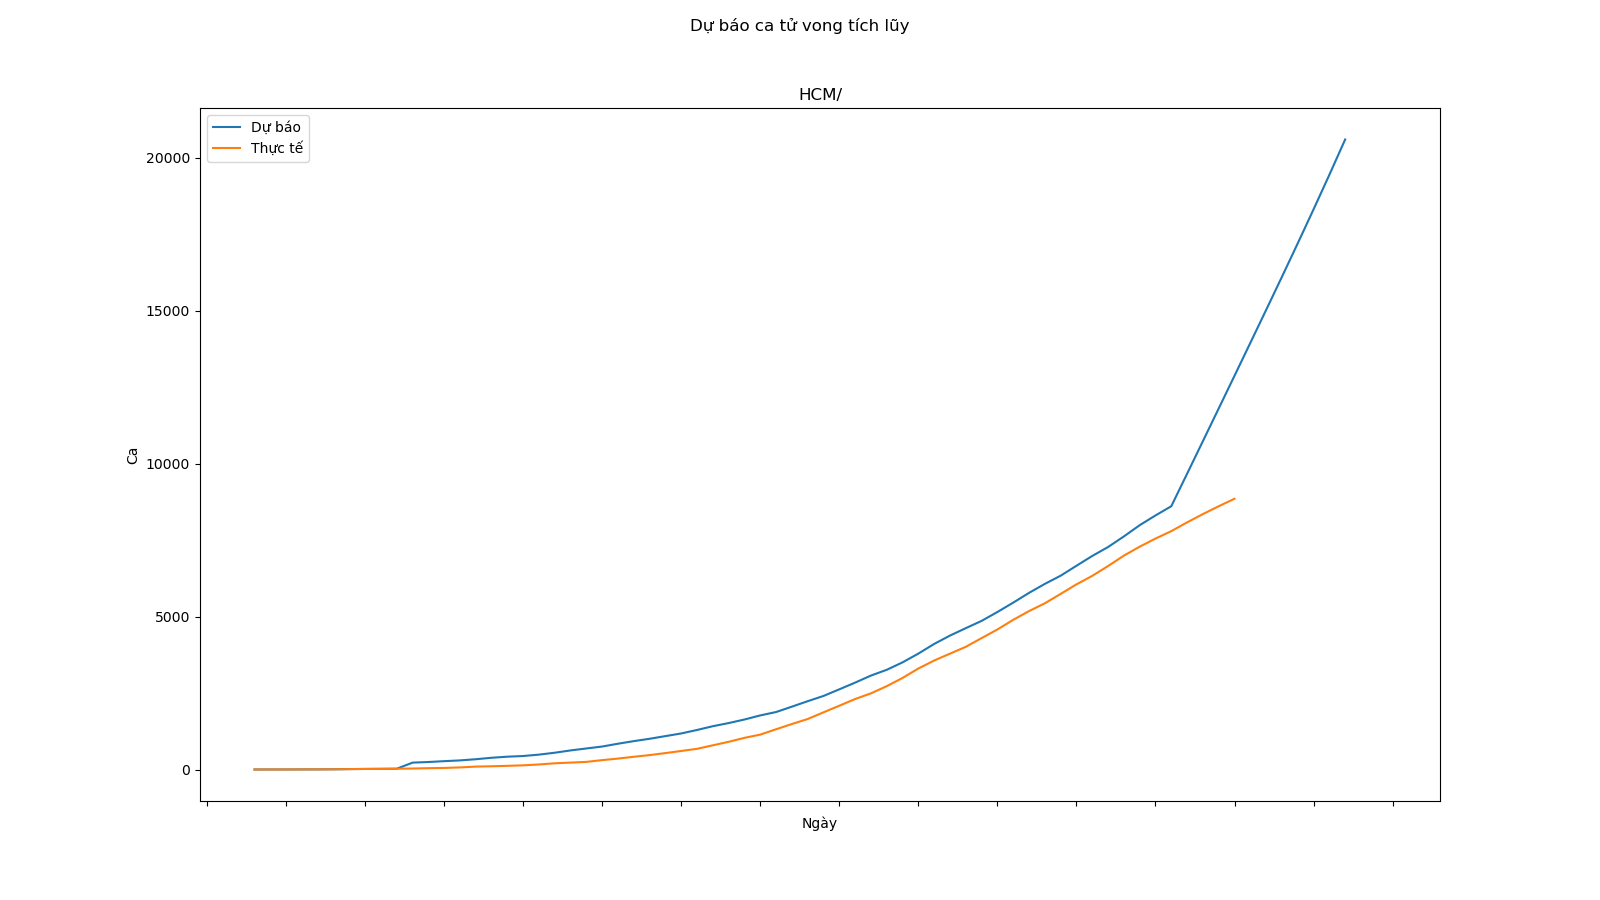 Dự báo ca tử vong tích lũy
HCM/
Dự báo
Thực tế
20000
15000
10000
5000
0
Ca
Ngày